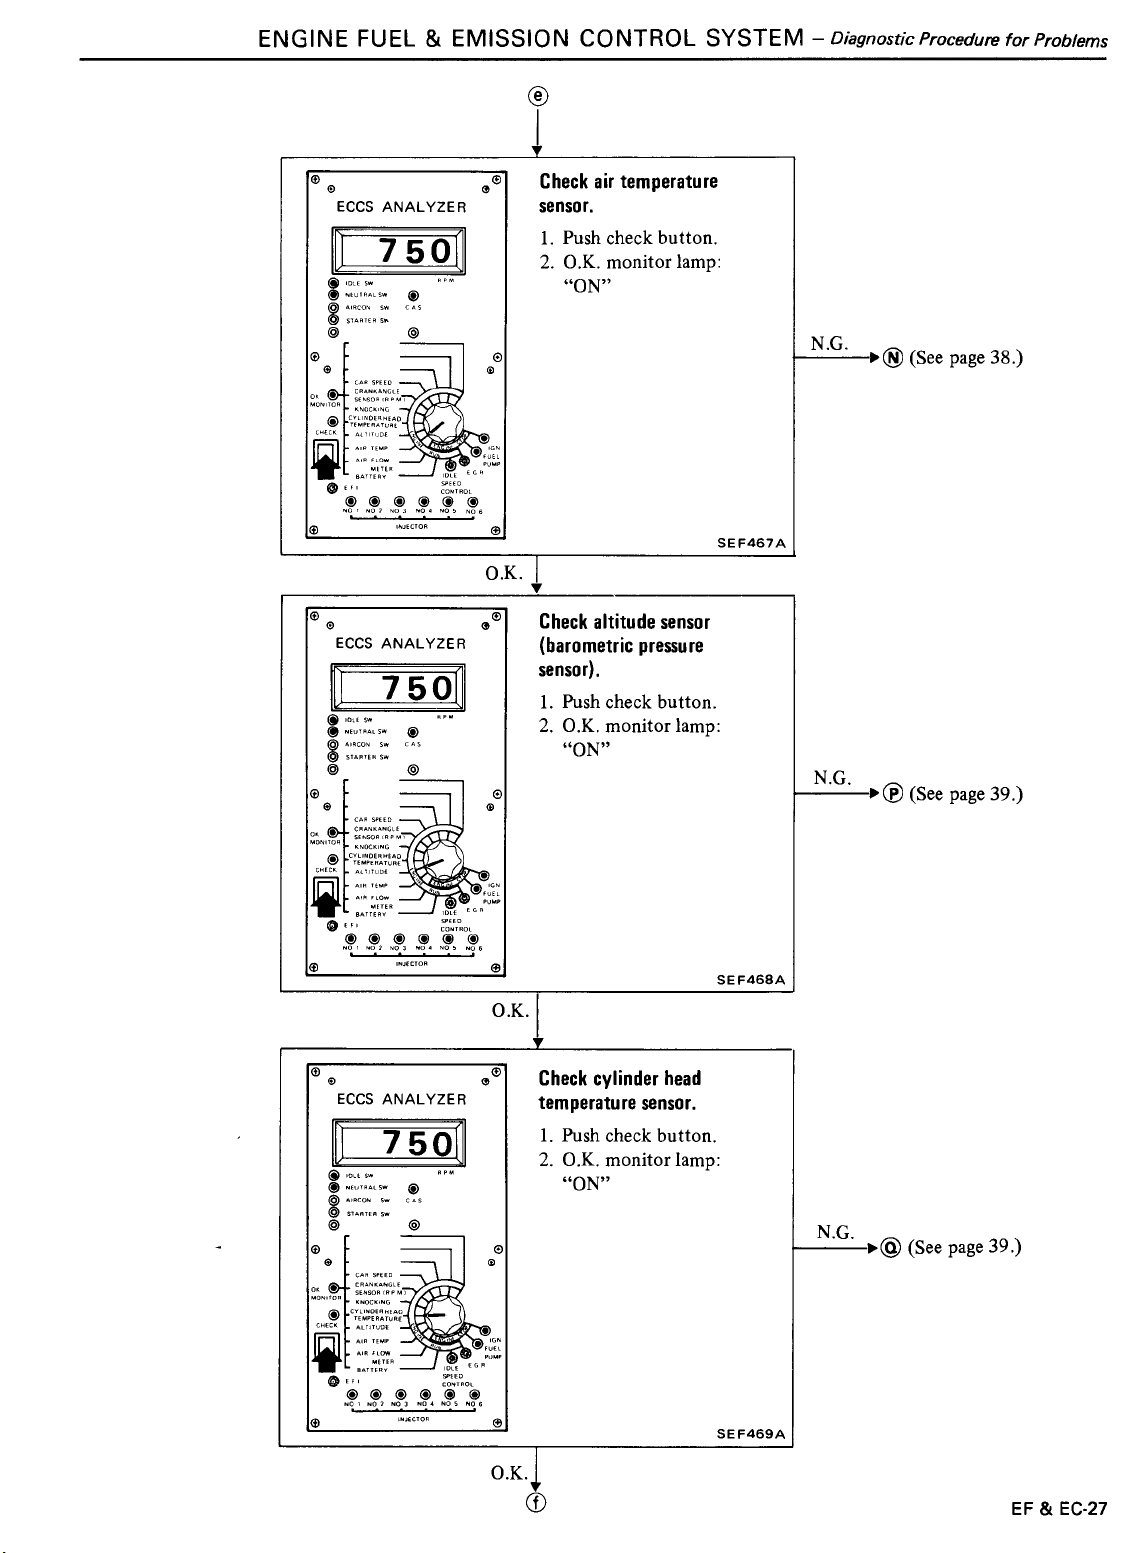 ENGINE FUEL & EMISSION CONTROL SYSTEM – Diagnostic Procedure for Problems
e
ECCS ANALYZER
750
RPM
IDLE SW
NEUTRAL SW
AIRCON SW CAS
STARTER SW
CAR SPEED
CRANKANGLE
SENSOR (RPM)
OK
MONITOR
KNOCKING
CYLINDERHEAD
TEMPERATURE
CHECK
ALTITUDE
AIR TEMP
IGN
AIR FLOW
METER
FUEL
PUMP
BATTERY
IDLE
SPEED
CONTROL
EGR
EFI
NO 1 NO 2 NO 3 NO 4 NO 5 NO 6
INJECTOR
Check air temperature
sensor.
1. Push check button.
2. O.K. monitor lamp:
“ON”
SEF467A
N.G.
N (See page 38.)
O.K.
ECCS ANALYZER
750
RPM
IDLE SW
NEUTRAL SW
AIRCON SW CAS
STARTER SW
CAR SPEED
CRANKANGLE
SENSOR (RPM)
OK
MONITOR
KNOCKING
CYLINDERHEAD
TEMPERATURE
CHECK
ALTITUDE
AIR TEMP
IGN
AIR FLOW
METER
FUEL
PUMP
BATTERY
IDLE
SPEED
CONTROL
EGR
EFI
NO 1 NO 2 NO 3 NO 4 NO 5 NO 6
INJECTOR
Check altitude sensor
(barometric pressure
sensor).
1. Push check button.
2. O.K. monitor lamp:
“ON”
SEF468A
N.G.
P (See page 39.)
O.K.
ECCS ANALYZER
750
RPM
IDLE SW
NEUTRAL SW
AIRCON SW CAS
STARTER SW
CAR SPEED
CRANKANGLE
SENSOR (RPM)
OK
MONITOR
KNOCKING
CYLINDERHEAD
TEMPERATURE
CHECK
ALTITUDE
AIR TEMP
IGN
AIR FLOW
METER
FUEL
PUMP
BATTERY
IDLE
SPEED
CONTROL
EGR
EFI
NO 1 NO 2 NO 3 NO 4 NO 5 NO 6
INJECTOR
Check cylinder head
temperature sensor.
1. Push check button.
2. O.K. monitor lamp:
“ON”
SEF469A
N.G.
Q (See page 39.)
O.K.
f
EF & EC-27